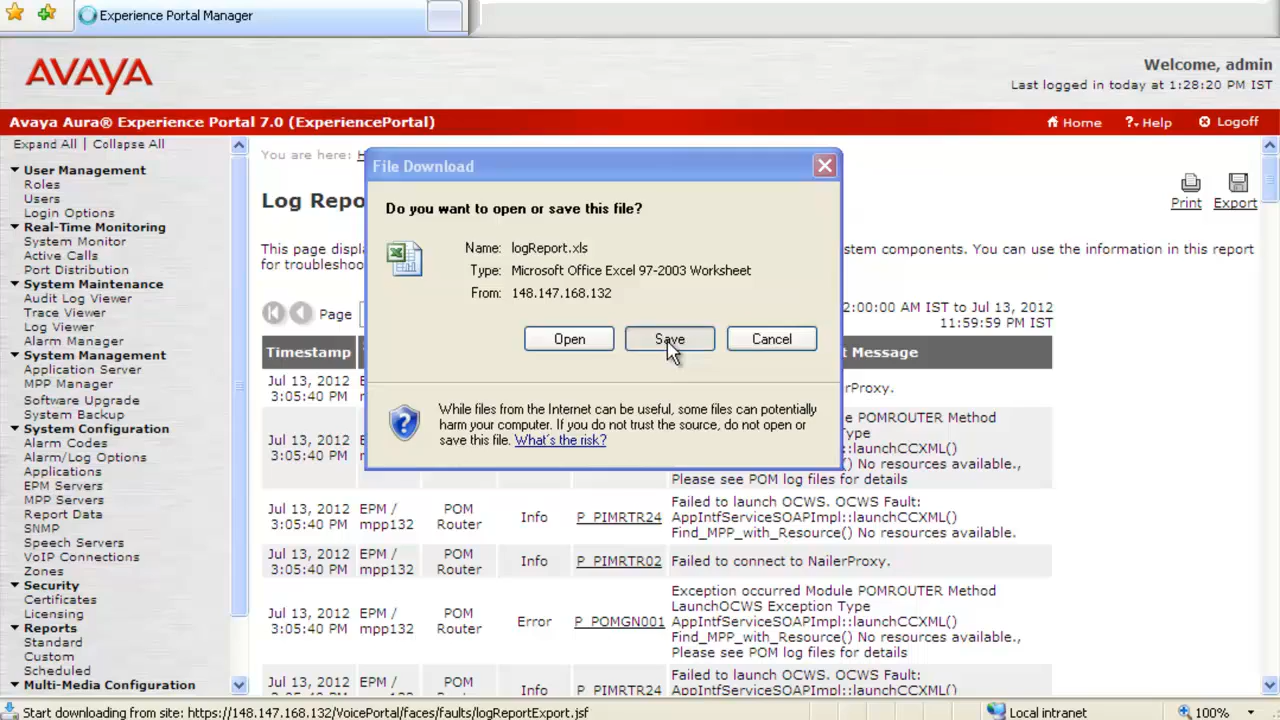 Experience Portal Manager
AVAYA
Welcome, admin
Last logged in today at 1:28:20 PM IST
Avaya Aura® Experience Portal 7.0 (ExperiencePortal)
Home
Help
Logoff
Expand All | Collapse All
User Management
Roles
Users
Login Options
Real-Time Monitoring
System Monitor
Active Calls
Port Distribution
System Maintenance
Audit Log Viewer
Trace Viewer
Log Viewer
Alarm Manager
System Management
Application Server
MPP Manager
Software Upgrade
System Backup
System Configuration
Alarm Codes
Alarm/Log Options
Applications
EPM Servers
MPP Servers
Report Data
SNMP
Speech Servers
VoIP Connections
Zones
Security
Certificates
Licensing
Reports
Standard
Custom
Scheduled
Multi-Media Configuration
You are here:
Log Repo
Print
Export
This page displ
stem components. You can use the information in this report
for troubleshoo
Page
2:00:00 AM IST to Jul 13, 2012
11:59:59 PM IST
File Download
Do you want to open or save this file?
Name: logReport.xls
Type: Microsoft Office Excel 97-2003 Worksheet
From: 148.147.168.132
Open
Save
Cancel
While files from the Internet can be useful, some files can potentially
harm your computer. If you do not trust the source, do not open or
save this file. What's the risk?
Timestamp
t Message
Jul 13, 2012
3:05:40 PM
ilerProxy.
Jul 13, 2012
3:05:40 PM
le POMROUTER Method
Type
:launchCCXML()
() No resources available.,
Please see POM log files for details
Jul 13, 2012
3:05:40 PM
EPM /
mpp132
POM
Router
Info
P_PIMRTR24
Failed to launch OCWS. OCWS Fault:
AppIntfServiceSOAPImpl::launchCCXML()
Find_MPP_with_Resource() No resources available.
Jul 13, 2012
3:05:40 PM
EPM /
mpp132
POM
Router
Info
P_PIMRTR02
Failed to connect to NailerProxy.
Jul 13, 2012
3:05:40 PM
EPM /
mpp132
POM
Router
Error
P_POMGN001
Exception occurred Module POMROUTER Method
LaunchOCWS Exception Type
AppIntfServiceSOAPImpl::launchCCXML()
Find_MPP_with_Resource() No resources available.,
Please see POM log files for details
Jul 13, 2012
3:05:40 PM
EPM /
mpp132
POM
Router
Info
P_PIMRTR24
Failed to launch OCWS. OCWS Fault:
AppIntfServiceSOAPImpl::launchCCXML()
Start downloading from site: https://148.147.168.132/VoicePortal/faces/faults/logReportExport.jsf
Local intranet
100%